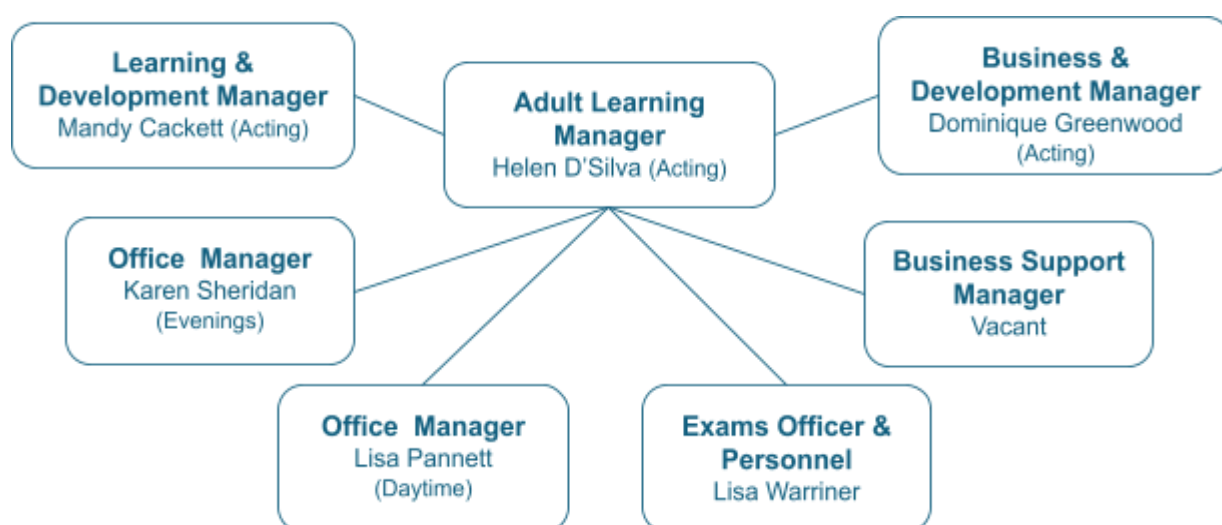 Learning &
Development Manager
Mandy Cackett (Acting)
Adult Learning
Manager
Helen D'Silva (Acting)
Business &
Development Manager
Dominique Greenwood
(Acting)
Office  Manager
Karen Sheridan
(Evenings)
Business Support
Manager
Vacant
Office  Manager
Lisa Pannett
(Daytime)
Exams Officer &
Personnel
Lisa Warriner